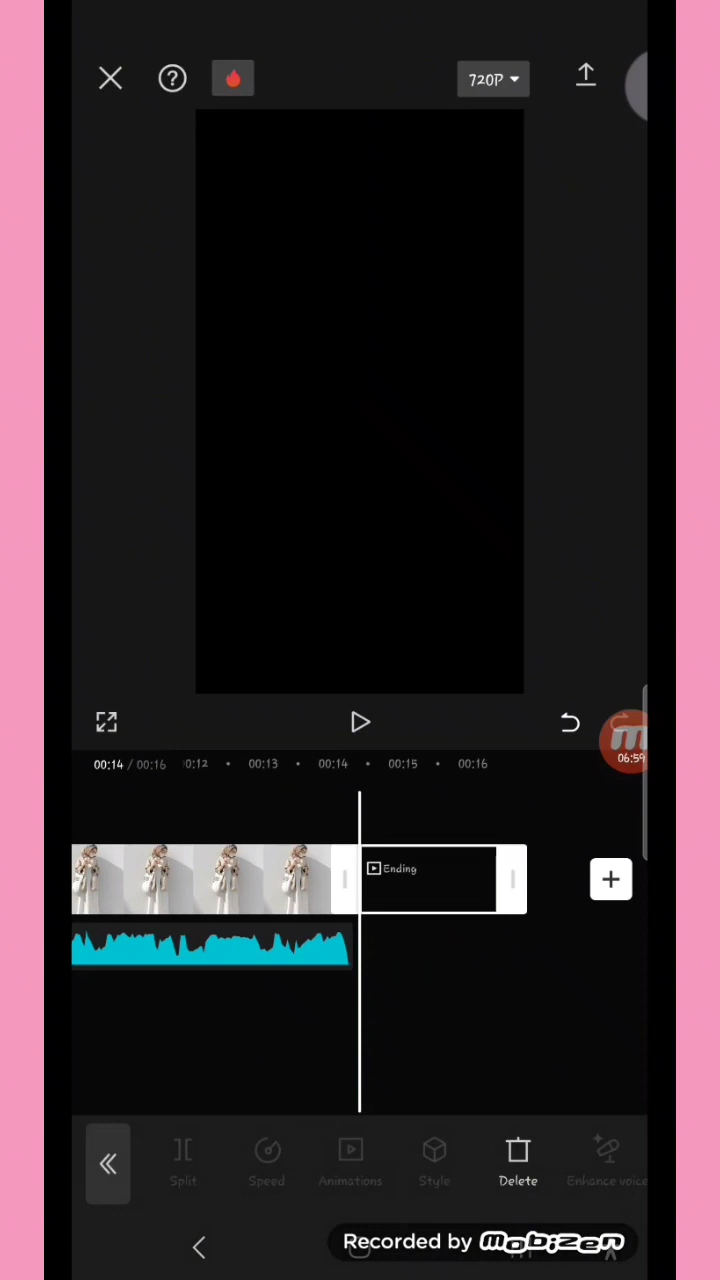 720P
06:59
00:14 / 00:16 0:12 00:13 00:14 00:15 00:16
Ending
Split Speed Animations Style Delete Enhance voice
Recorded by mobizen